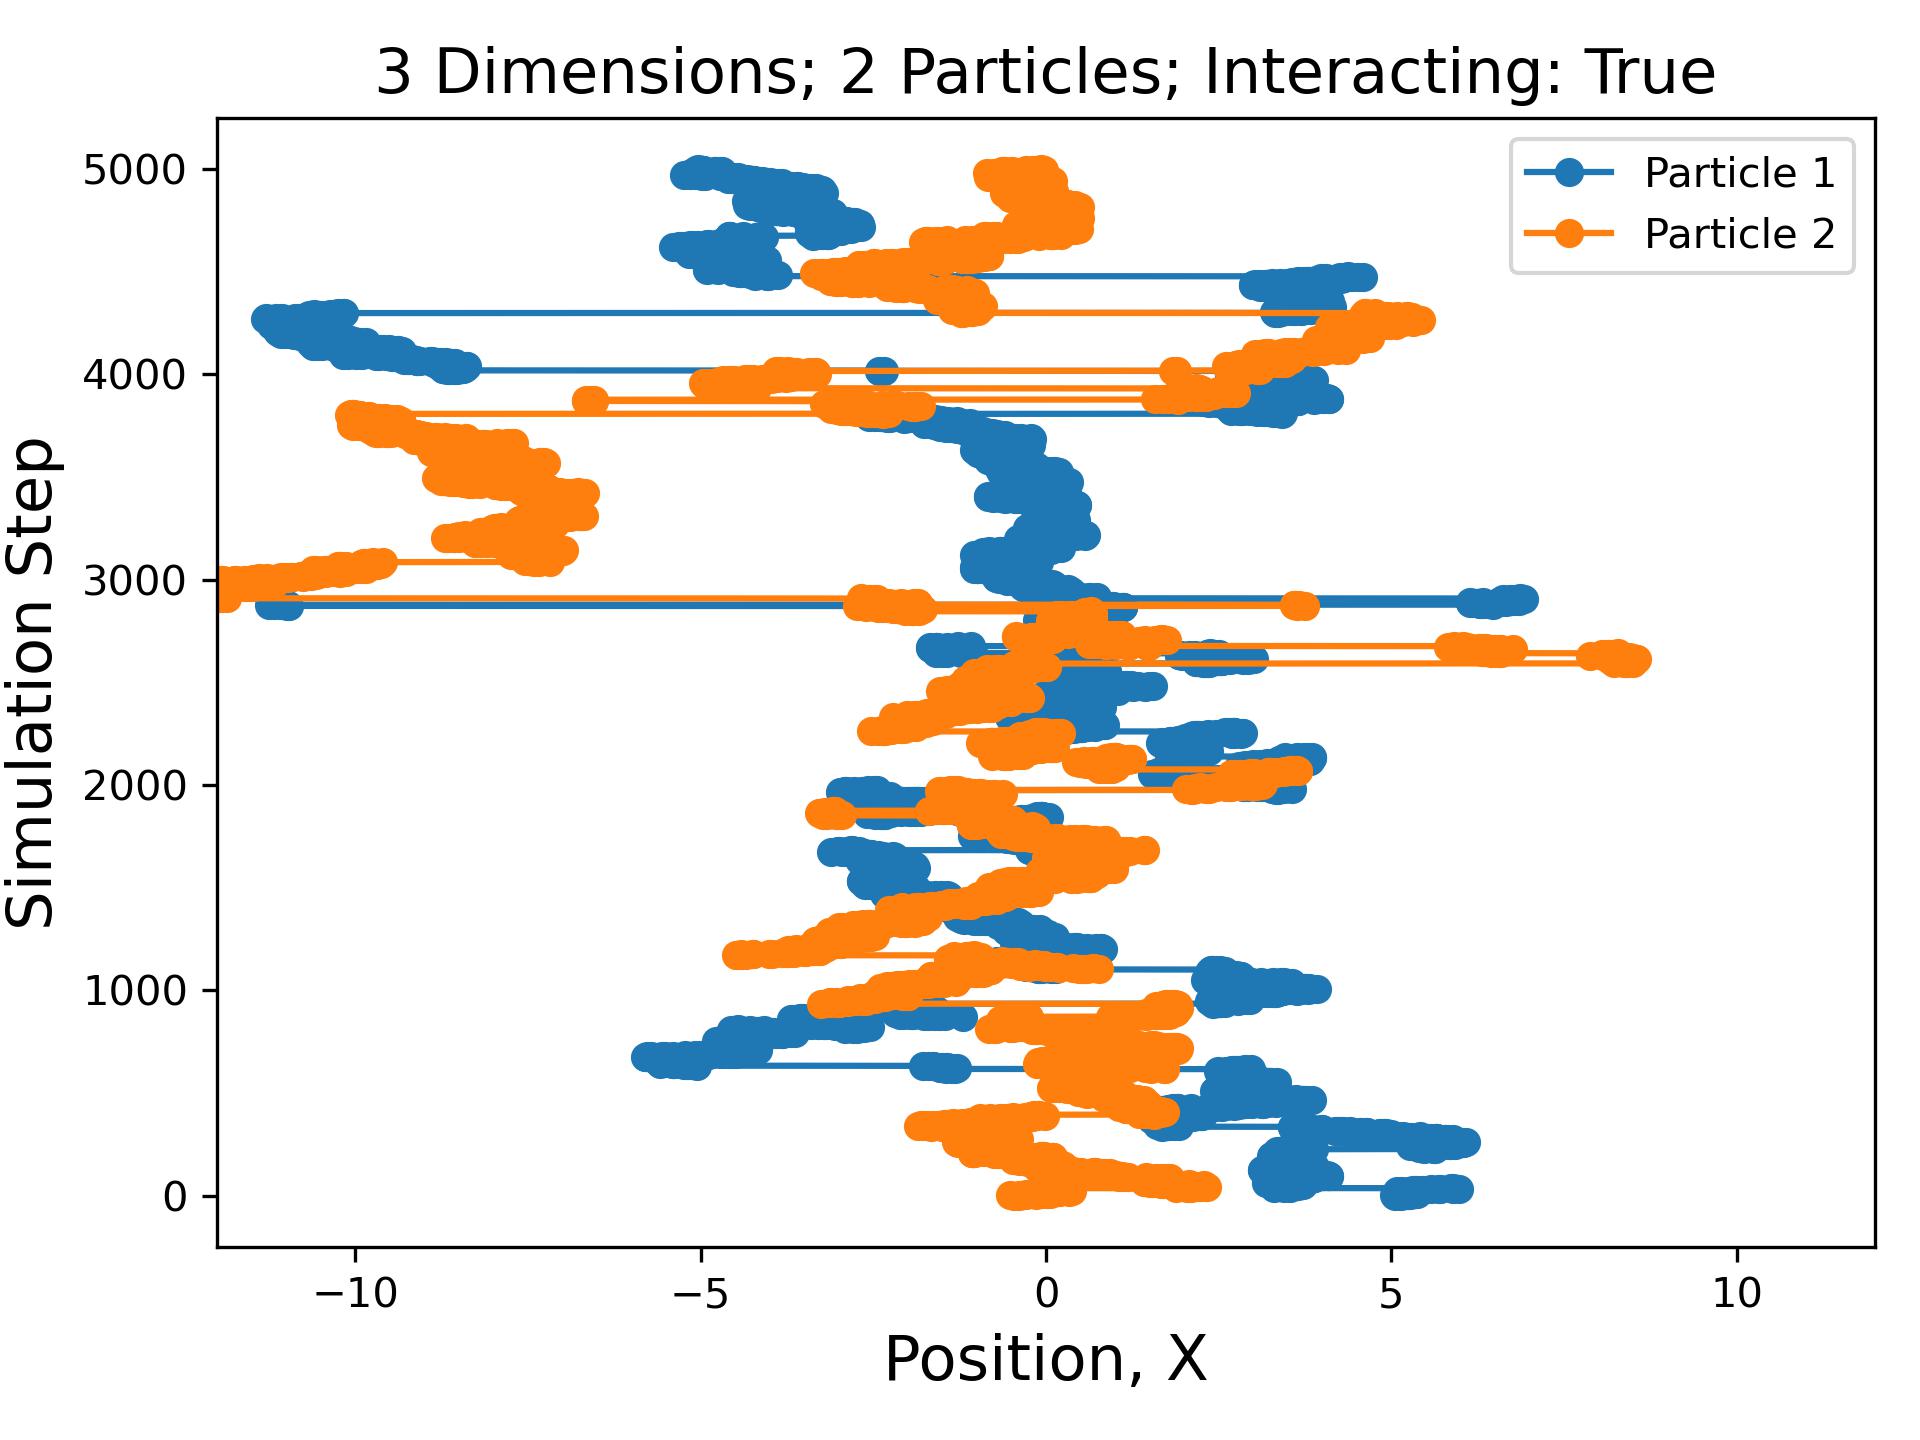 3 Dimensions; 2 Particles; Interacting: True
Particle 1
Particle 2
5000
4000
3000
2000
1000
0
Simulation Step
−10
−5
0
5
10
Position, X